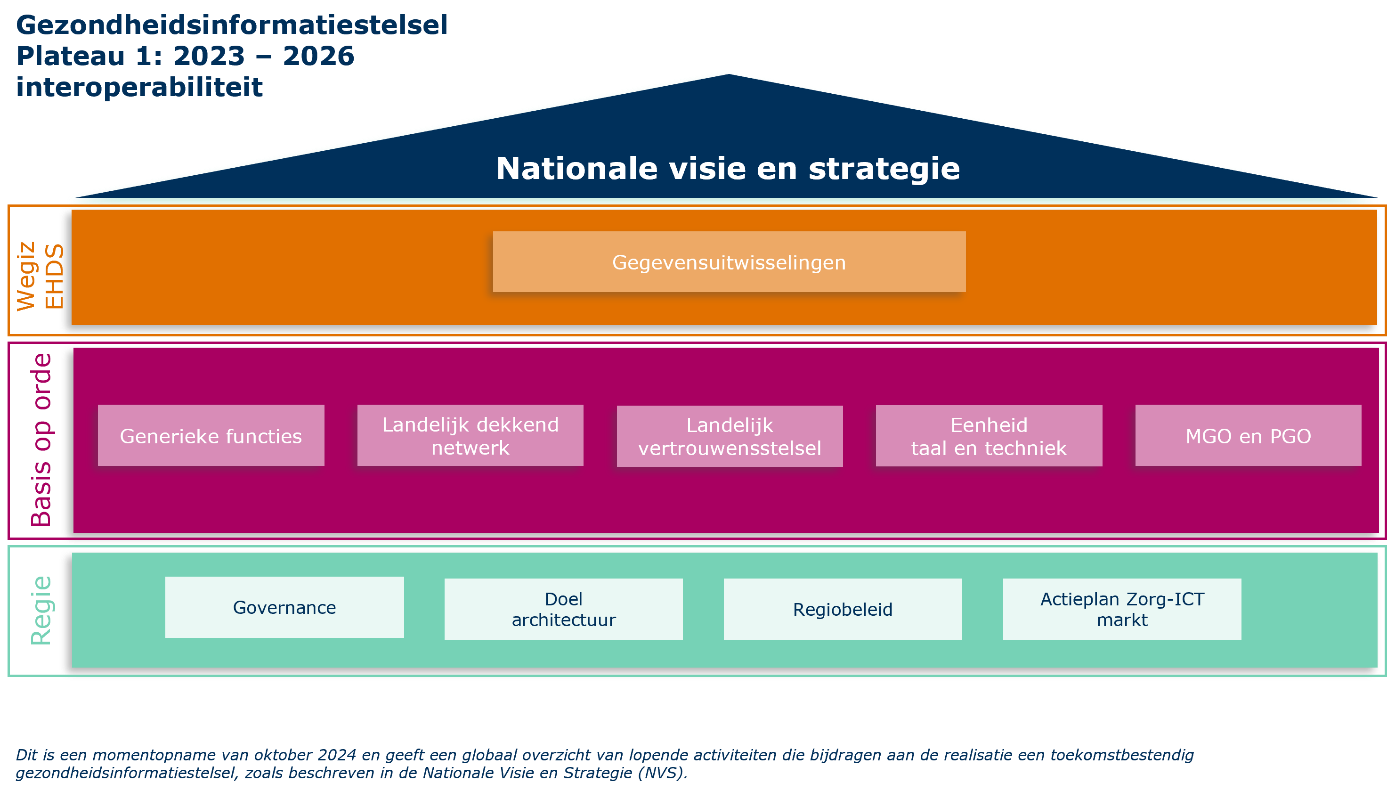 Gezondheidsinformatiestelsel
Plateau 1: 2023 – 2026
interoperabiliteit
Nationale visie en strategie
Wegiz
EHDS
Gegevensuitwisselingen
Basis op orde
Generieke functies
Landelijk dekkend
netwerk
Landelijk
vertrouwensstelsel
Eenheid
taal en techniek
MGO en PGO
Regie
Governance
Doel
architectuur
Regiobeleid
Actieplan Zorg-ICT
markt
Dit is een momentopname van oktober 2024 en geeft een globaal overzicht van lopende activiteiten die bijdragen aan de realisatie een toekomstbestendig
gezondheidsinformatiestelsel, zoals beschreven in de Nationale Visie en Strategie (NVS).